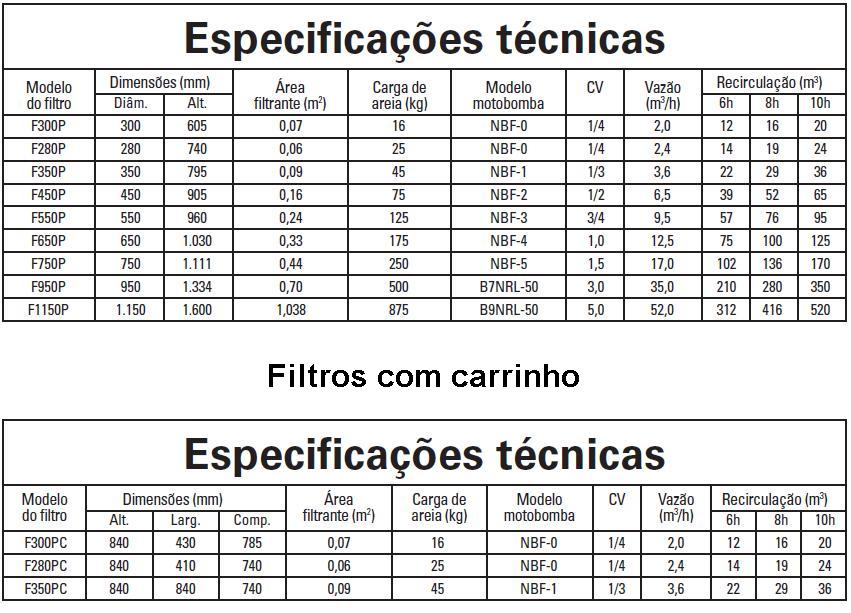 Especificações técnicas
Modelo do filtro Dimensões (mm) Área filtrante (m²) Carga de areia (kg) Modelo motobomba CV Vazão (m³/h) Recirculação (m³)
Diâm. Alt. 6h 8h 10h
F300P 300 605 0,07 16 NBF-0 1/4 2,0 12 16 20
F280P 280 740 0,06 25 NBF-0 1/4 2,4 14 19 24
F350P 350 795 0,09 45 NBF-1 1/3 3,6 22 29 36
F450P 450 905 0,16 75 NBF-2 1/2 6,5 39 52 65
F550P 550 960 0,24 125 NBF-3 3/4 9,5 57 76 95
F650P 650 1.030 0,33 175 NBF-4 1,0 12,5 75 100 125
F750P 750 1.111 0,44 250 NBF-5 1,5 17,0 102 136 170
F950P 950 1.334 0,70 500 B7NRL-50 3,0 35,0 210 280 350
F1150P 1.150 1.600 1,038 875 B9NRL-50 5,0 52,0 312 416 520
Filtros com carrinho
Especificações técnicas
Modelo do filtro Dimensões (mm) Área filtrante (m²) Carga de areia (kg) Modelo motobomba CV Vazão (m³/h) Recirculação (m³)
Alt. Larg. Comp. 6h 8h 10h
F300PC 840 430 785 0,07 16 NBF-0 1/4 2,0 12 16 20
F280PC 840 410 740 0,06 25 NBF-0 1/4 2,4 14 19 24
F350PC 840 840 740 0,09 45 NBF-1 1/3 3,6 22 29 36